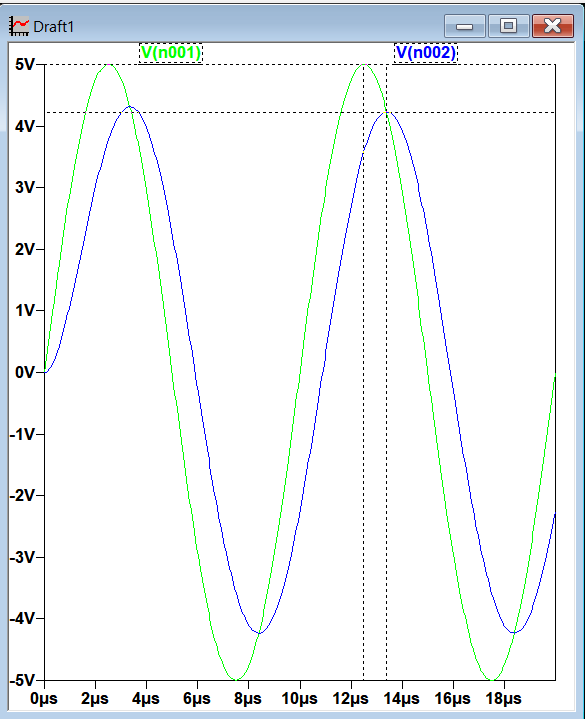 Draft1
V(n001) V(n002)
5V
4V
3V
2V
1V
0V
-1V
-2V
-3V
-4V
-5V
0µs 2µs 4µs 6µs 8µs 10µs 12µs 14µs 16µs 18µs